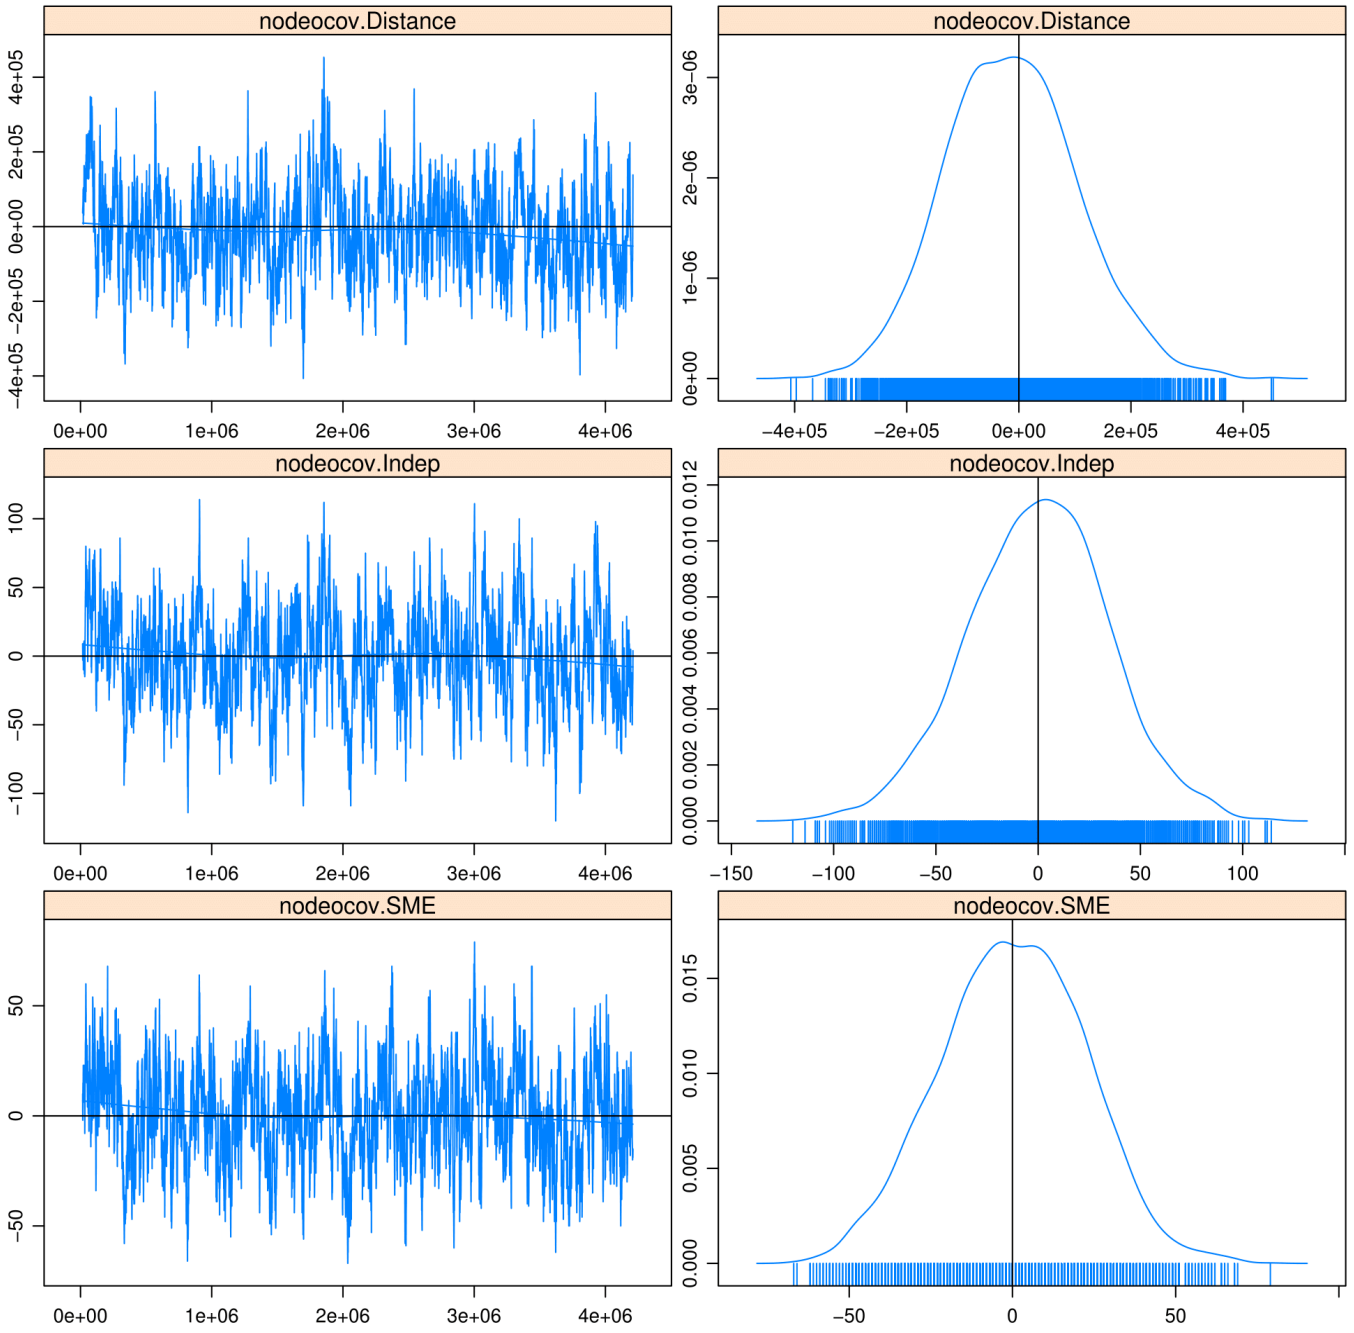 nodeocov.Distance
nodeocov.Distance
4e+05
2e+05
0e+00
−2e+05
−4e+05
3e−06
2e−06
1e−06
0e+00
0e+00 1e+06 2e+06 3e+06 4e+06
−4e+05 −2e+05 0e+00 2e+05 4e+05
nodeocov.Indep
nodeocov.Indep
100
50
0
−50
−100
0.012
0.010
0.008
0.006
0.004
0.002
0.000
0e+00 1e+06 2e+06 3e+06 4e+06
−150 −100 −50 0 50 100
nodeocov.SME
nodeocov.SME
50
0
−50
0.015
0.010
0.005
0.000
0e+00 1e+06 2e+06 3e+06 4e+06
−50 0 50